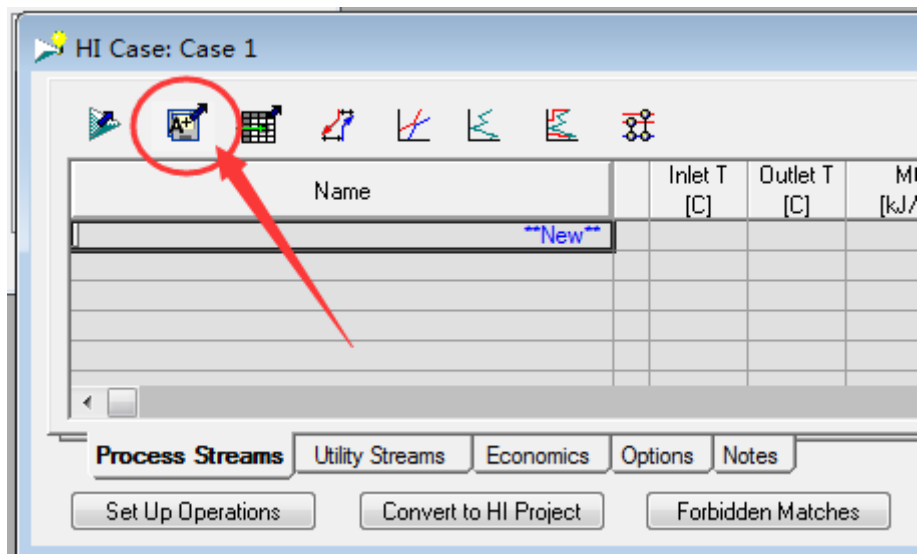 HI Case: Case 1
A+
Name
Inlet T
[C]
Outlet T
[C]
**New**
Process Streams
Utility Streams
Economics
Options
Notes
Set Up Operations
Convert to HI Project
Forbidden Matches